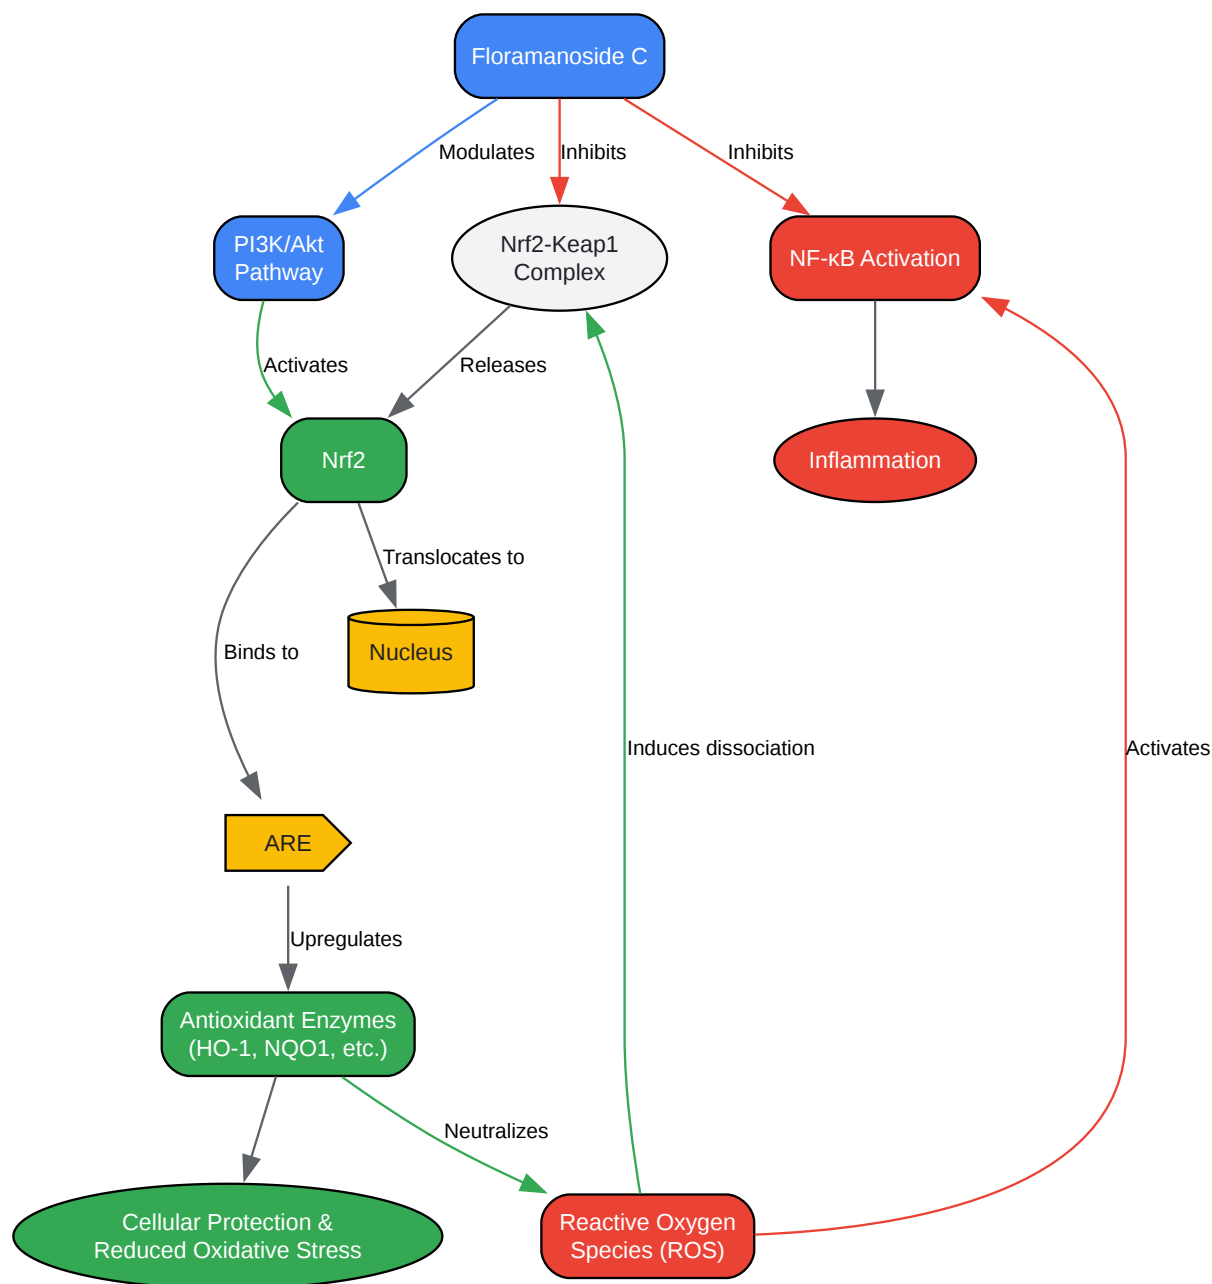 Floramanoside C
Modulates
Inhibits
Inhibits
PI3K/Akt
Pathway
Nrf2-Keap1
Complex
NF-κB Activation
Activates
Releases
Nrf2
Inflammation
Translocates to
Binds to
Nucleus
Induces dissociation
Activates
ARE
Upregulates
Antioxidant Enzymes
(HO-1, NQO1, etc.)
Neutralizes
Cellular Protection &
Reduced Oxidative Stress
Reactive Oxygen
Species (ROS)